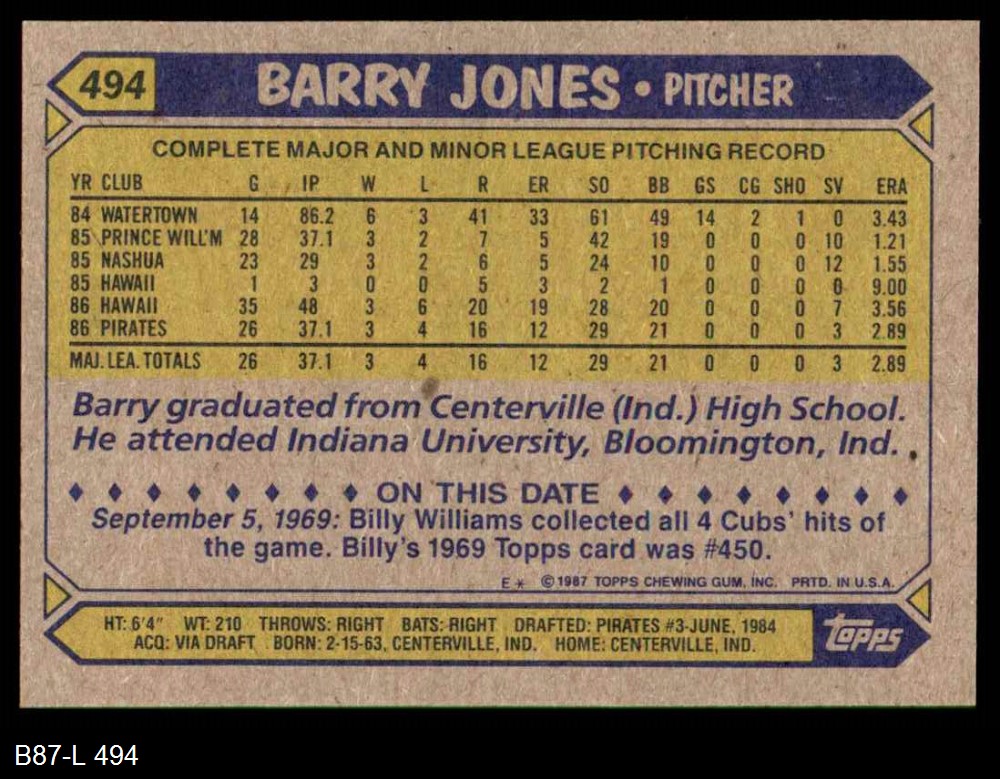 494 BARRY JONES • PITCHER
COMPLETE MAJOR AND MINOR LEAGUE PITCHING RECORD
YR CLUB G IP W L R ER SO BB GS CG SHO SV ERA
84 WATERTOWN 14 86.2 6 3 41 33 61 49 14 2 1 0 3.43
85 PRINCE WILL'M 28 37.1 3 2 7 5 42 19 0 0 0 10 1.21
85 NASHUA 23 29 3 2 6 5 24 10 0 0 0 12 1.55
85 HAWAII 1 3 0 0 5 3 2 1 0 0 0 0 9.00
86 HAWAII 35 48 3 6 20 19 28 20 0 0 0 7 3.56
86 PIRATES 26 37.1 3 4 16 12 29 21 0 0 0 3 2.89
MAJ. LEA. TOTALS 26 37.1 3 4 16 12 29 21 0 0 0 3 2.89
Barry graduated from Centerville (Ind.) High School.
He attended Indiana University, Bloomington, Ind.
ON THIS DATE
September 5, 1969: Billy Williams collected all 4 Cubs' hits of
the game. Billy's 1969 Topps card was #450.
E* ©1987 TOPPS CHEWING GUM, INC. PRTD. IN U.S.A.
HT: 6'4" WT: 210 THROWS: RIGHT BATS: RIGHT DRAFTED: PIRATES #3-JUNE, 1984
ACQ: VIA DRAFT BORN: 2-15-63, CENTERVILLE, IND. HOME: CENTERVILLE, IND.
topps
B87-L 494